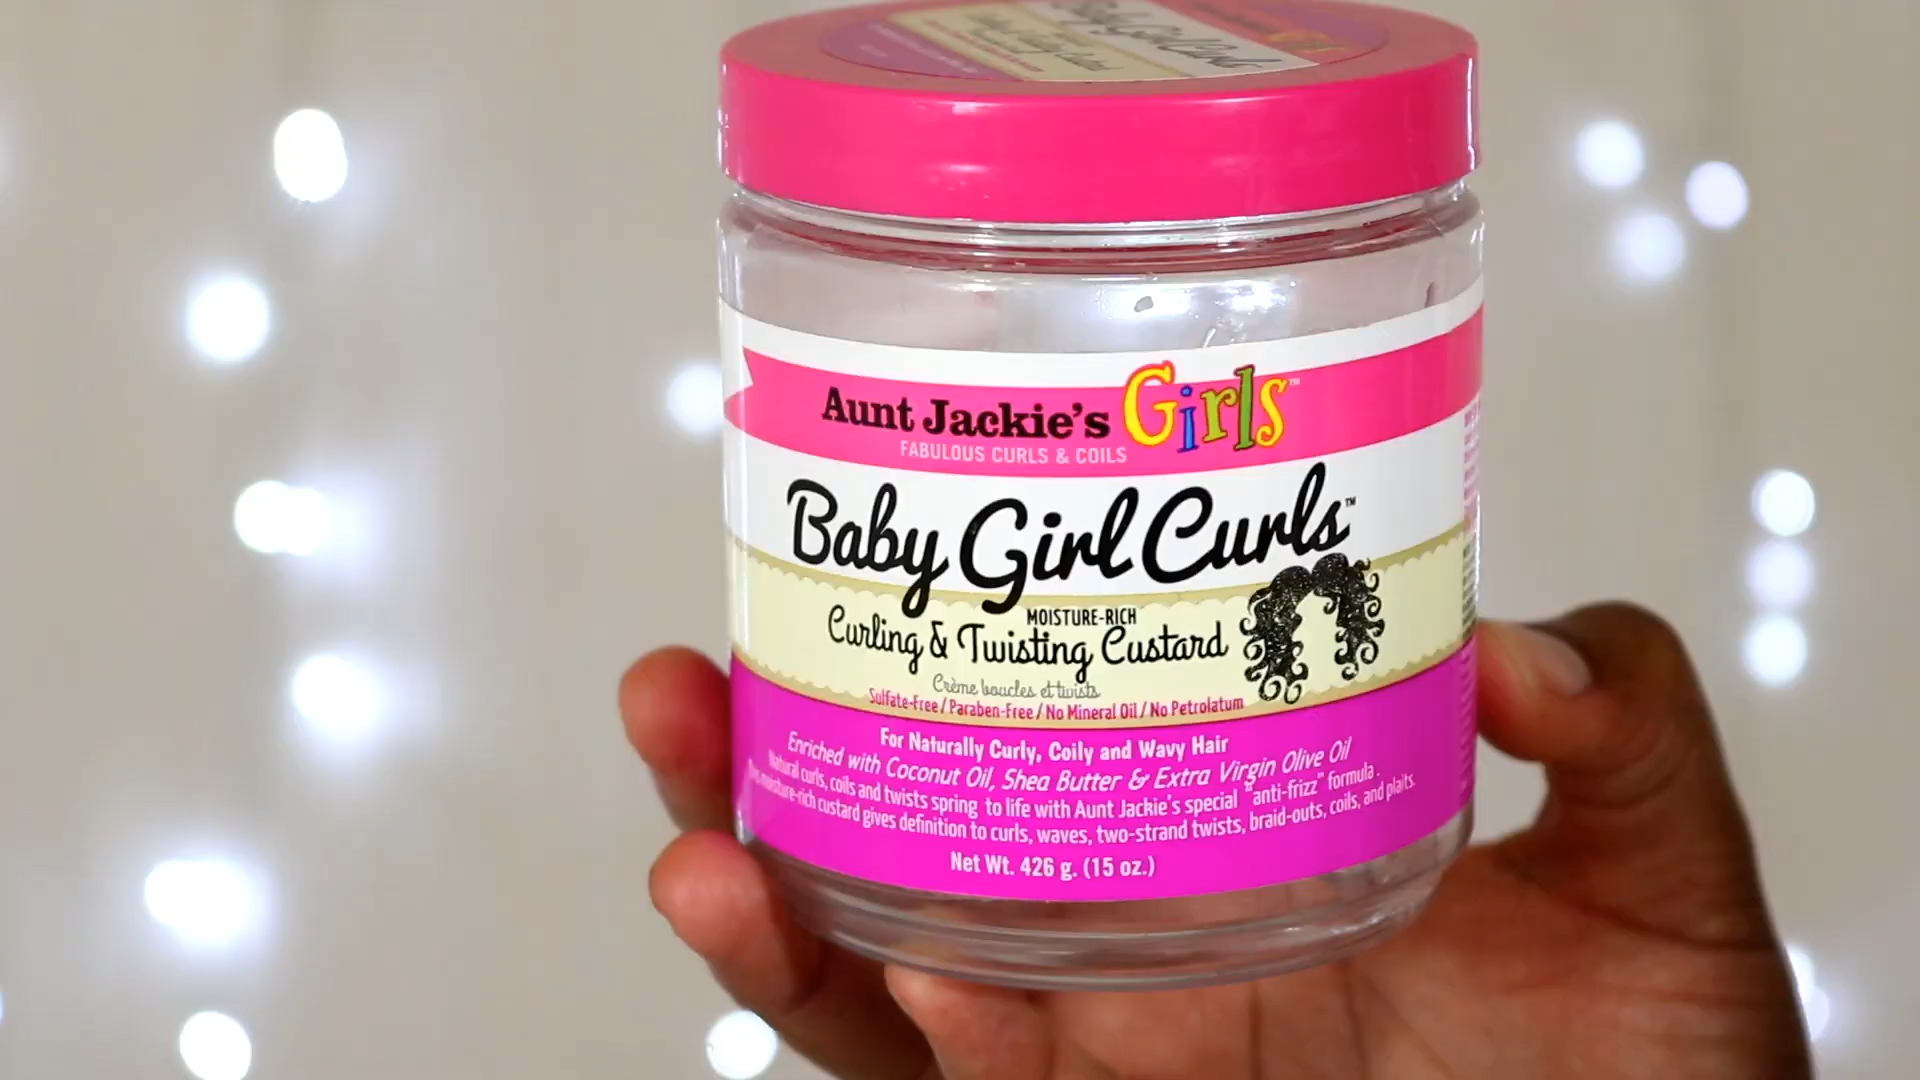 Baby Girl Curls
Aunt Jackie's Girls™
FABULOUS CURLS & COILS
Baby Girl Curls™
MOISTURE-RICH
Curling & Twisting Custard
Crème boucles et twists
Sulfate-Free / Paraben-Free / No Mineral Oil / No Petrolatum
For Naturally Curly, Coily and Wavy Hair
Enriched with Coconut Oil, Shea Butter & Extra Virgin Olive Oil
Natural curls, coils and twists spring to life with Aunt Jackie's special "anti-frizz" formula.
moisture-rich custard gives definition to curls, waves, two-strand twists, braid-outs, coils, and plaits.
Net Wt. 426 g. (15 oz.)